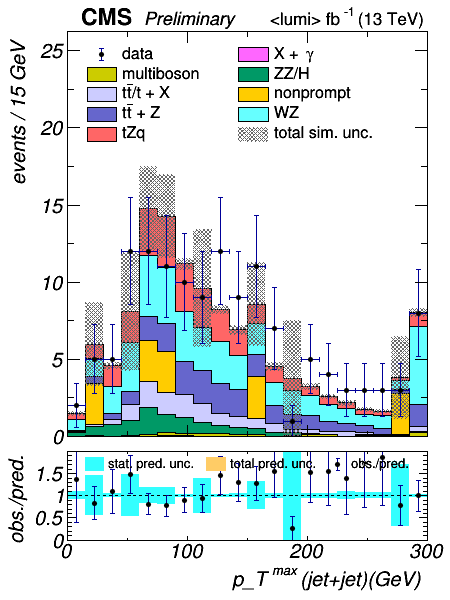 CMS Preliminary <lumi> fb⁻¹ (13 TeV)
events / 15 GeV
25
20
15
10
5
0
data
multiboson
tt̄/t + X
tt̄ + Z
tZq
X + γ
ZZ/H
nonprompt
WZ
total sim. unc.
obs./pred.
2
1.5
1
0.5
0
stat. pred. unc. total pred. unc. obs./pred.
0 100 200 300
p_T^max (jet+jet)(GeV)